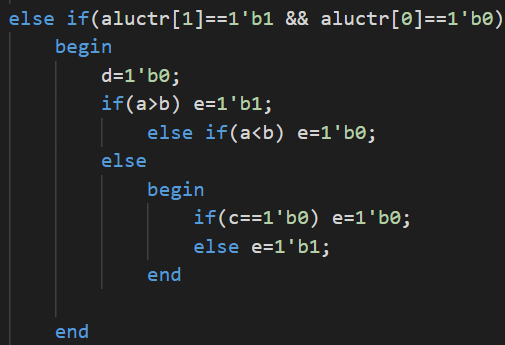 else if(aluctr[1]==1'b1 && aluctr[0]==1'b0)
begin
d=1'b0;
if(a>b) e=1'b1;
else if(a<b) e=1'b0;
else
begin
if(c==1'b0) e=1'b0;
else e=1'b1;
end
end